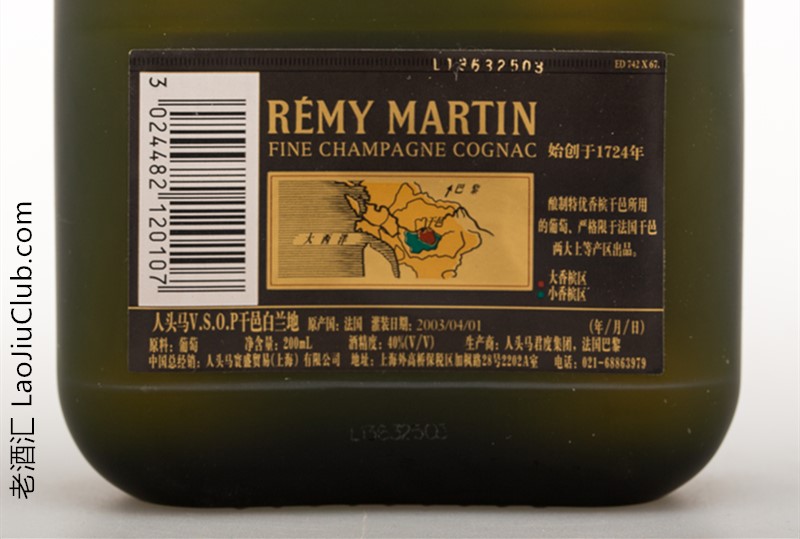 ED 742 X 67.
3 024482 120107
RÉMY MARTIN
FINE CHAMPAGNE COGNAC 始创于1724年
巴黎
干邑
大西洋
酿制特优香槟干邑所用
的葡萄、严格限于法国干邑
两大上等产区出品。
大香槟区
小香槟区
人头马V.S.O.P干邑白兰地 原产国：法国 灌装日期：2003/04/01 (年/月/日)
原料：葡萄 净含量：200mL 酒精度：40%(V/V) 生产商：人头马君度集团，法国巴黎
中国总经销：人头马寰盛贸易(上海)有限公司 地址：上海外高桥保税区加枫路28号2202A室 电话：021-68863979
老酒汇 LaoJiuClub.com